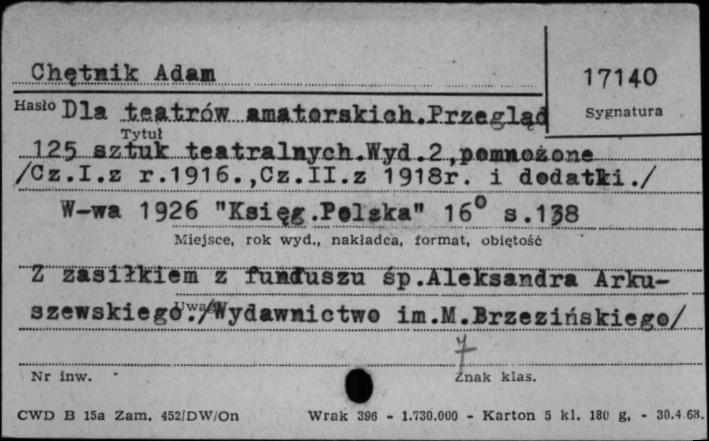 Chętnik Adam
17140
Hasło
Sygnatura
Dla teatrów amatorskich.Przegląd
Tytuł
125 sztuk teatralnych.Wyd.2,pomnożone
/Cz.I.z r.1916.,Cz.II.z 1918r. i dodatki./
W-wa 1926 "Księg.Polska" 16° s.138
Miejsce, rok wyd., nakładca, format, objętość
Z zasiłkiem z funduszu śp.Aleksandra Arku-
szewskiego./Wydawnictwo im.M.Brzezińskiego/
Uwagi
7
Nr inw.
Znak klas.
CWD B 15a Zam. 452/DW/On
Wrak 396 - 1.730.000 - Karton 5 kl. 180 g, - 30.4.68.